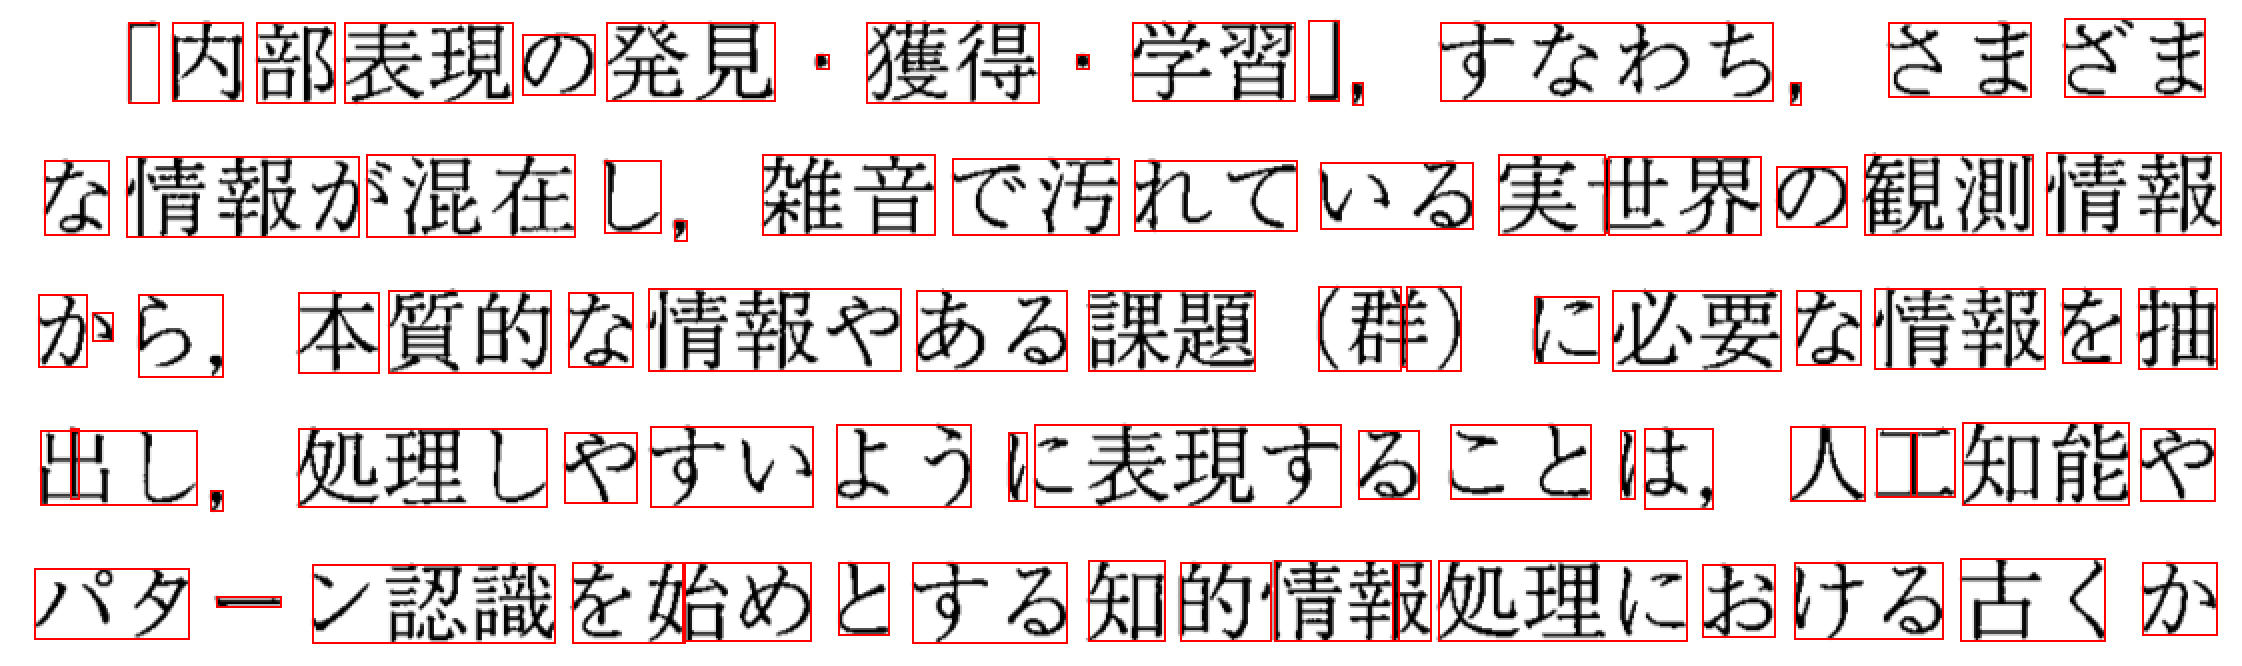 「内部表現の発見・獲得・学習」，すなわち，さまざま
な情報が混在し，雑音で汚れている実世界の観測情報
から，本質的な情報やある課題（群）に必要な情報を抽
出し，処理しやすいように表現することは，人工知能や
パターン認識を始めとする知的情報処理における古くか